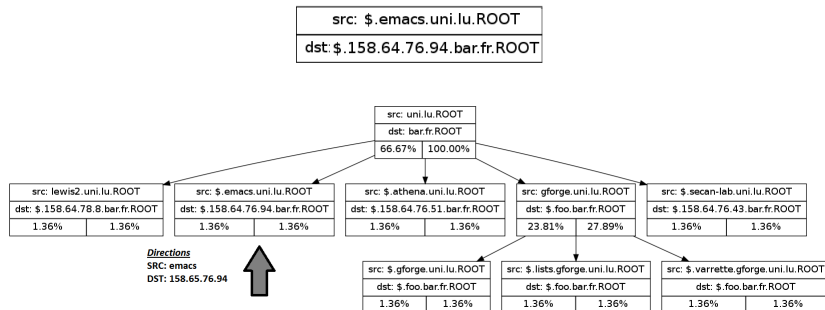 src: $.emacs.uni.lu.ROOT
dst:$.158.64.76.94.bar.fr.ROOT
src: uni.lu.ROOT
dst: bar.fr.ROOT
66.67% 100.00%
src: lewis2.uni.lu.ROOT
dst: $.158.64.78.8.bar.fr.ROOT
1.36% 1.36%
src: $.emacs.uni.lu.ROOT
dst: $.158.64.76.94.bar.fr.ROOT
1.36% 1.36%
src: $.athena.uni.lu.ROOT
dst: $.158.64.76.51.bar.fr.ROOT
1.36% 1.36%
src: gforge.uni.lu.ROOT
dst: $.foo.bar.fr.ROOT
23.81% 27.89%
src: $.secan-lab.uni.lu.ROOT
dst: $.158.64.76.43.bar.fr.ROOT
1.36% 1.36%
Directions
SRC: emacs
DST: 158.65.76.94
src: $.gforge.uni.lu.ROOT
dst: $.foo.bar.fr.ROOT
1.36% 1.36%
src: $.lists.gforge.uni.lu.ROOT
dst: $.foo.bar.fr.ROOT
1.36% 1.36%
src: $.varrette.gforge.uni.lu.ROOT
dst: $.foo.bar.fr.ROOT
1.36% 1.36%